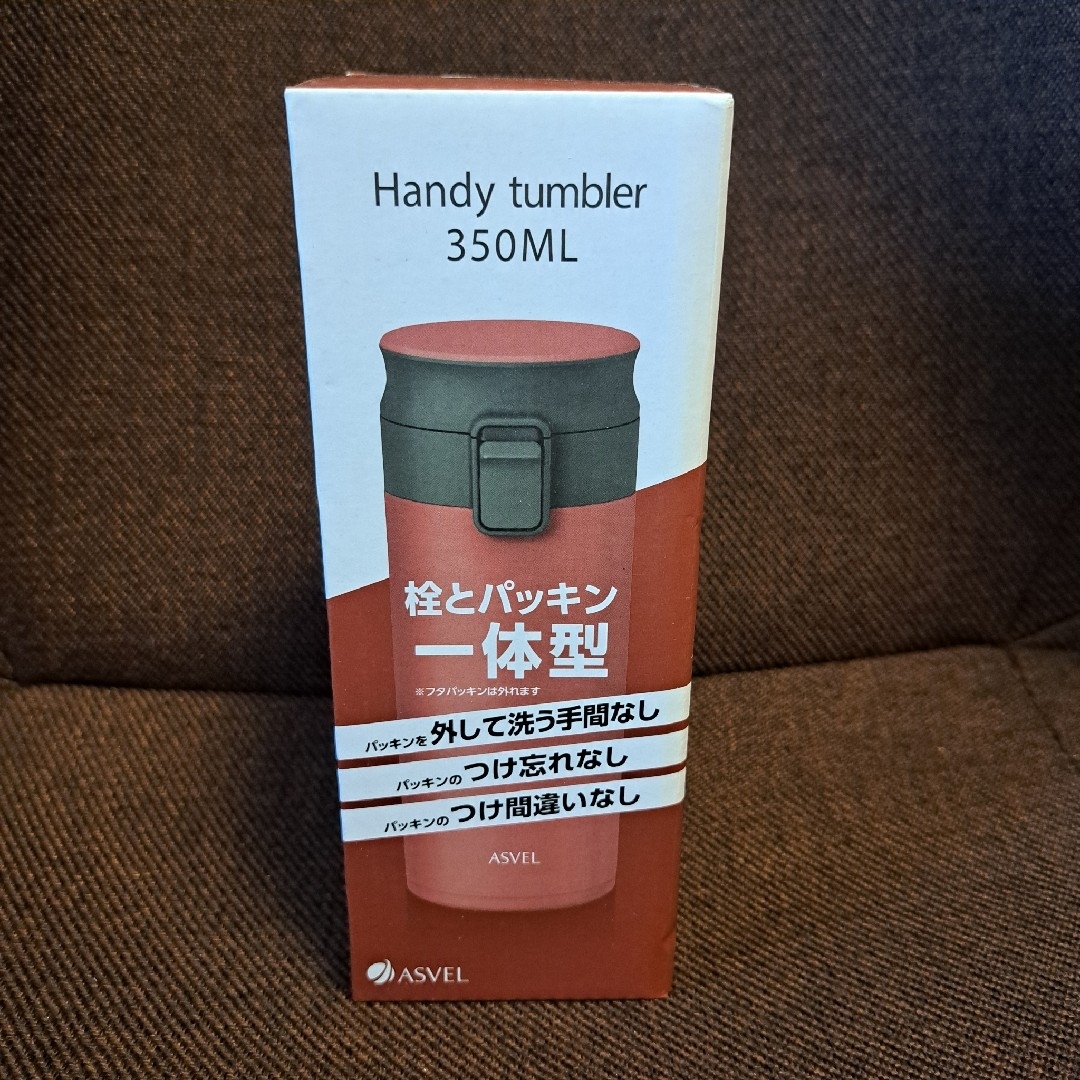 Handy tumbler
350ML
栓とパッキン
一体型
※フタパッキンは外れます
パッキンを外して洗う手間なし
パッキンのつけ忘れなし
パッキンのつけ間違いなし
ASVEL
ASVEL